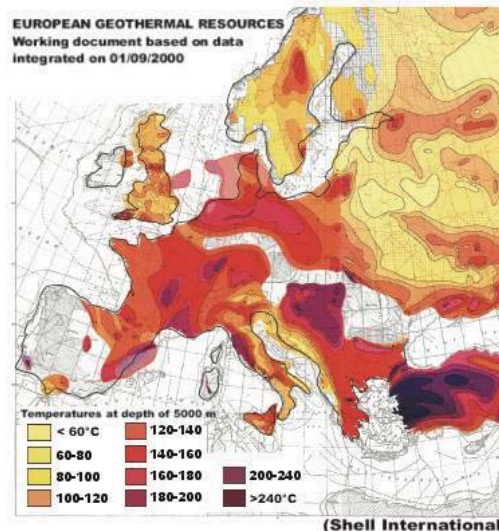 EUROPEAN GEOTHERMAL RESOURCES
Working document based on data
integrated on 01/09/2000
Temperatures at depth of 5000 m
< 60°C
60-80
80-100
100-120
120-140
140-160
160-180
180-200
200-240
>240°C
(Shell International